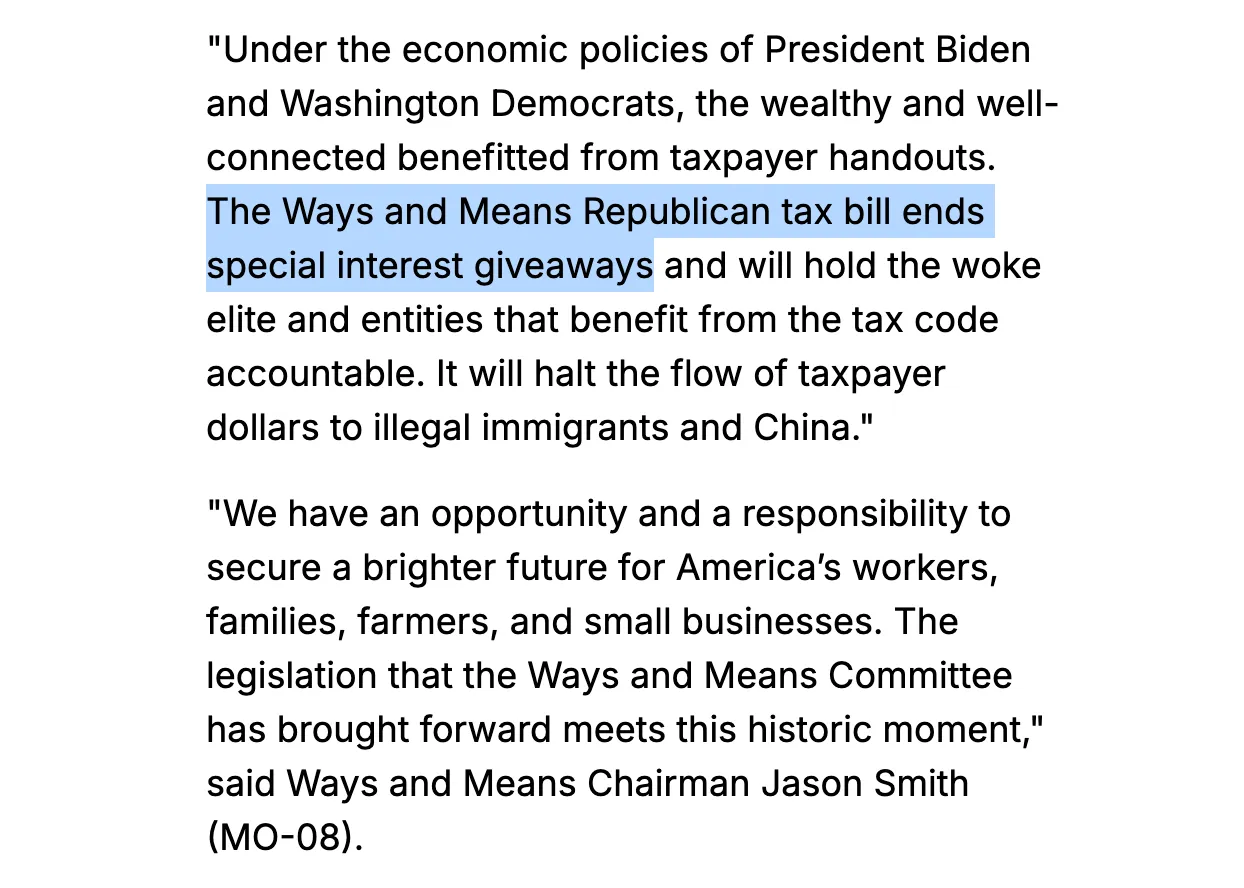 "Under the economic policies of President Biden
and Washington Democrats, the wealthy and well-
connected benefitted from taxpayer handouts.
The Ways and Means Republican tax bill ends
special interest giveaways and will hold the woke
elite and entities that benefit from the tax code
accountable. It will halt the flow of taxpayer
dollars to illegal immigrants and China."
"We have an opportunity and a responsibility to
secure a brighter future for America’s workers,
families, farmers, and small businesses. The
legislation that the Ways and Means Committee
has brought forward meets this historic moment,"
said Ways and Means Chairman Jason Smith
(MO-08).